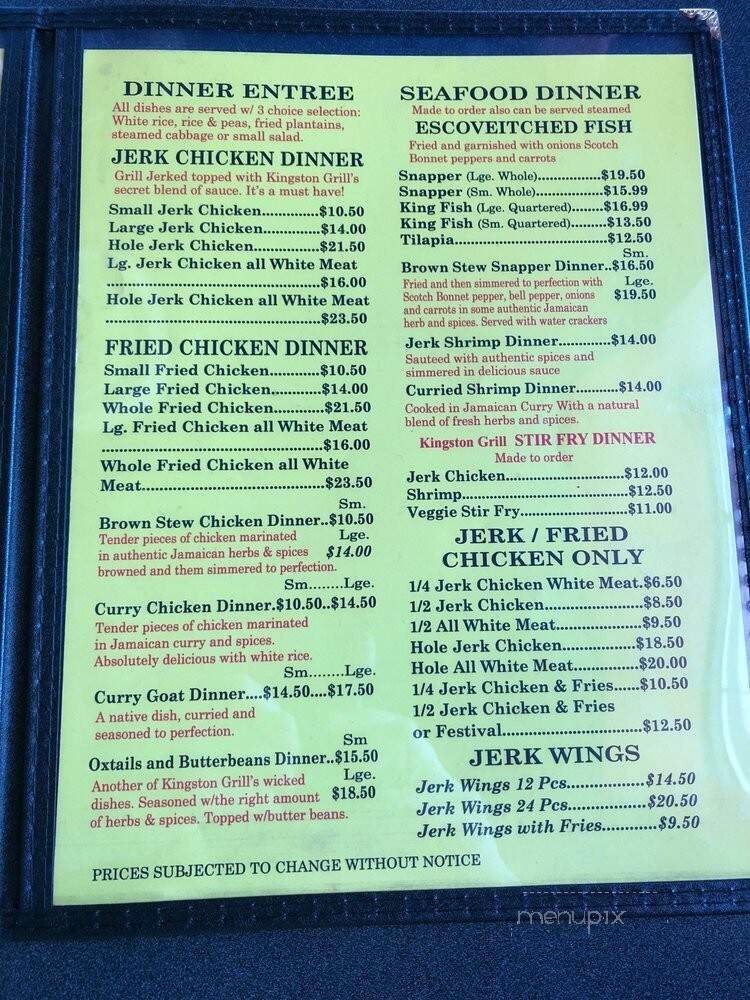 DINNER ENTREE
All dishes are served w/ 3 choice selection:
White rice, rice & peas, fried plantains,
steamed cabbage or small salad.
JERK CHICKEN DINNER
Grill Jerked topped with Kingston Grill's
secret blend of sauce. It's a must have!
Small Jerk Chicken..............$10.50
Large Jerk Chicken.............$14.00
Hole Jerk Chicken...............$21.50
Lg. Jerk Chicken all White Meat
......................................................$16.00
Hole Jerk Chicken all White Meat
......................................................$23.50
FRIED CHICKEN DINNER
Small Fried Chicken............$10.50
Large Fried Chicken............$14.00
Whole Fried Chicken............$21.50
Lg. Fried Chicken all White Meat
......................................................$16.00
Whole Fried Chicken all White
Meat.............................................$23.50
Sm.
Brown Stew Chicken Dinner..$10.50
Tender pieces of chicken marinated Lge.
in authentic Jamaican herbs & spices $14.00
browned and them simmered to perfection.
Sm........Lge.
Curry Chicken Dinner.$10.50..$14.50
Tender pieces of chicken marinated
in Jamaican curry and spices.
Absolutely delicious with white rice.
Sm........Lge.
Curry Goat Dinner....$14.50....$17.50
A native dish, curried and
seasoned to perfection.
Sm
Oxtails and Butterbeans Dinner..$15.50
Another of Kingston Grill's wicked Lge.
dishes. Seasoned w/the right amount $18.50
of herbs & spices. Topped w/butter beans.
PRICES SUBJECTED TO CHANGE WITHOUT NOTICE
SEAFOOD DINNER
Made to order also can be served steamed
ESCOVEITCHED FISH
Fried and garnished with onions Scotch
Bonnet peppers and carrots
Snapper (Lge. Whole)................$19.50
Snapper (Sm. Whole).................$15.99
King Fish (Lge. Quartered)........$16.99
King Fish (Sm. Quartered).........$13.50
Tilapia.......................................$12.50
Sm.
Brown Stew Snapper Dinner..$16.50
Fried and then simmered to perfection with Lge.
Scotch Bonnet pepper, bell pepper, onions $19.50
and carrots in some authentic Jamaican
herb and spices. Served with water crackers
Jerk Shrimp Dinner.............$14.00
Sauteed with authentic spices and
simmered in delicious sauce
Curried Shrimp Dinner...........$14.00
Cooked in Jamaican Curry With a natural
blend of fresh herbs and spices.
Kingston Grill STIR FRY DINNER
Made to order
Jerk Chicken..............................$12.00
Shrimp..........................................$12.50
Veggie Stir Fry...........................$11.00
JERK / FRIED
CHICKEN ONLY
1/4 Jerk Chicken White Meat.$6.50
1/2 Jerk Chicken........................$8.50
1/2 All White Meat.....................$9.50
Hole Jerk Chicken..................$18.50
Hole All White Meat...............$20.00
1/4 Jerk Chicken & Fries......$10.50
1/2 Jerk Chicken & Fries
or Festival..................................$12.50
JERK WINGS
Jerk Wings 12 Pcs...................$14.50
Jerk Wings 24 Pcs...................$20.50
Jerk Wings with Fries............$9.50
menupix